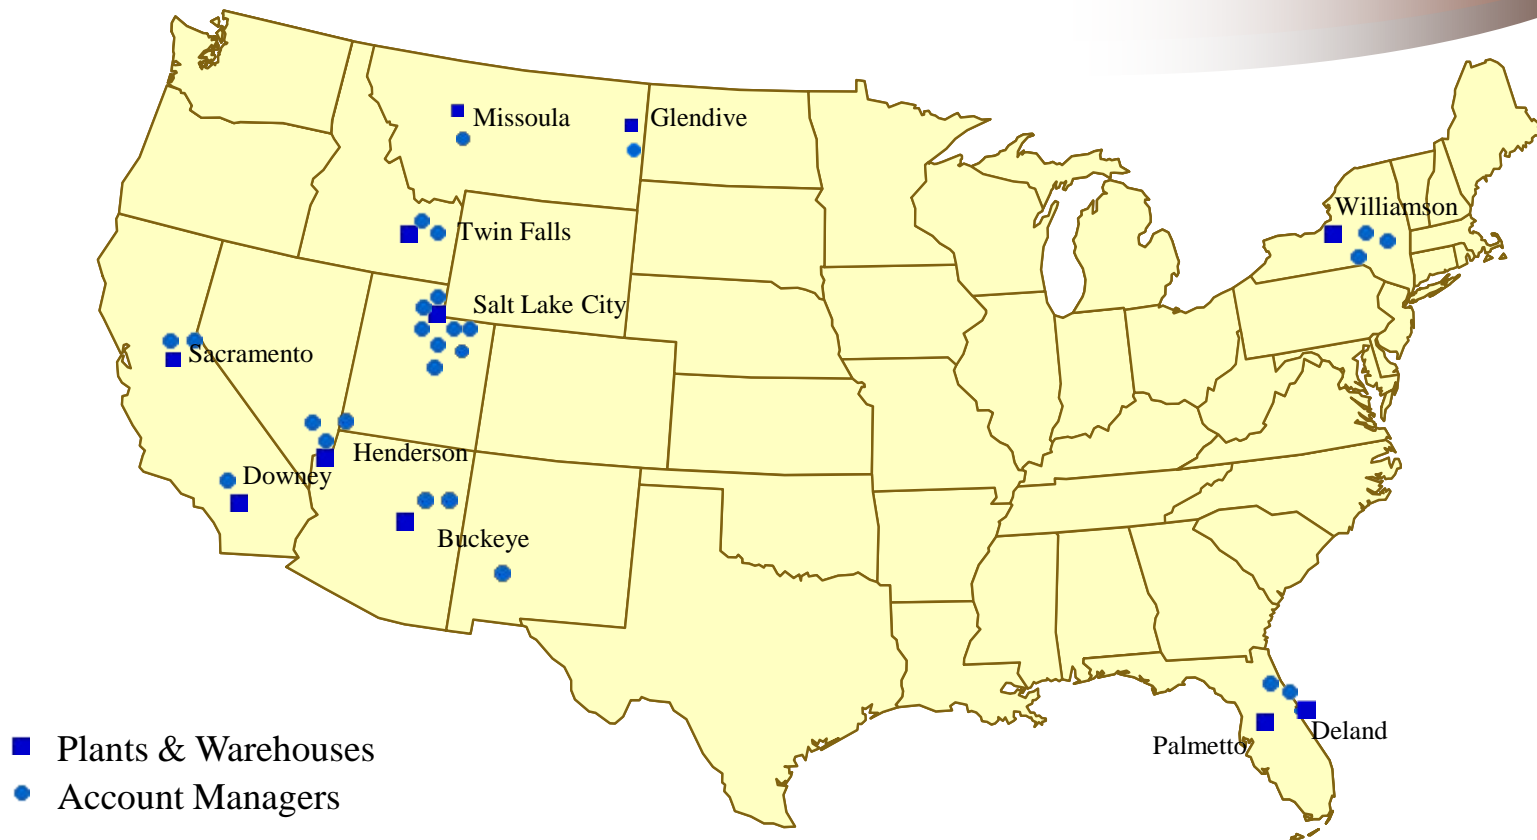 Missoula
Glendive
Williamson
Twin Falls
Salt Lake City
Sacramento
Henderson
Downey
Buckeye
Deland
Palmetto
Plants & Warehouses
Account Managers